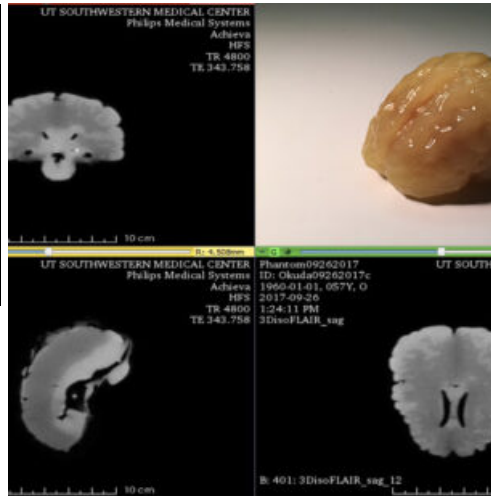 UT SOUTHWESTERN MEDICAL CENTER
Philips Medical Systems
Achieva
HFS
TR 4800
TE 343.758
10 cm
R: 4.508mm
C
UT SOUTHWESTERN MEDICAL CENTER
Philips Medical Systems
Achieva
HFS
TR 4800
TE 343.758
10 cm
Phantom09262017
UT SOUTH
ID: Okuda09262017c
1960-01-01, 057Y, O
2017-09-26
1:24:11 PM
3DisoFLAIR_sag
B: 401: 3DisoFLAIR_sag_12